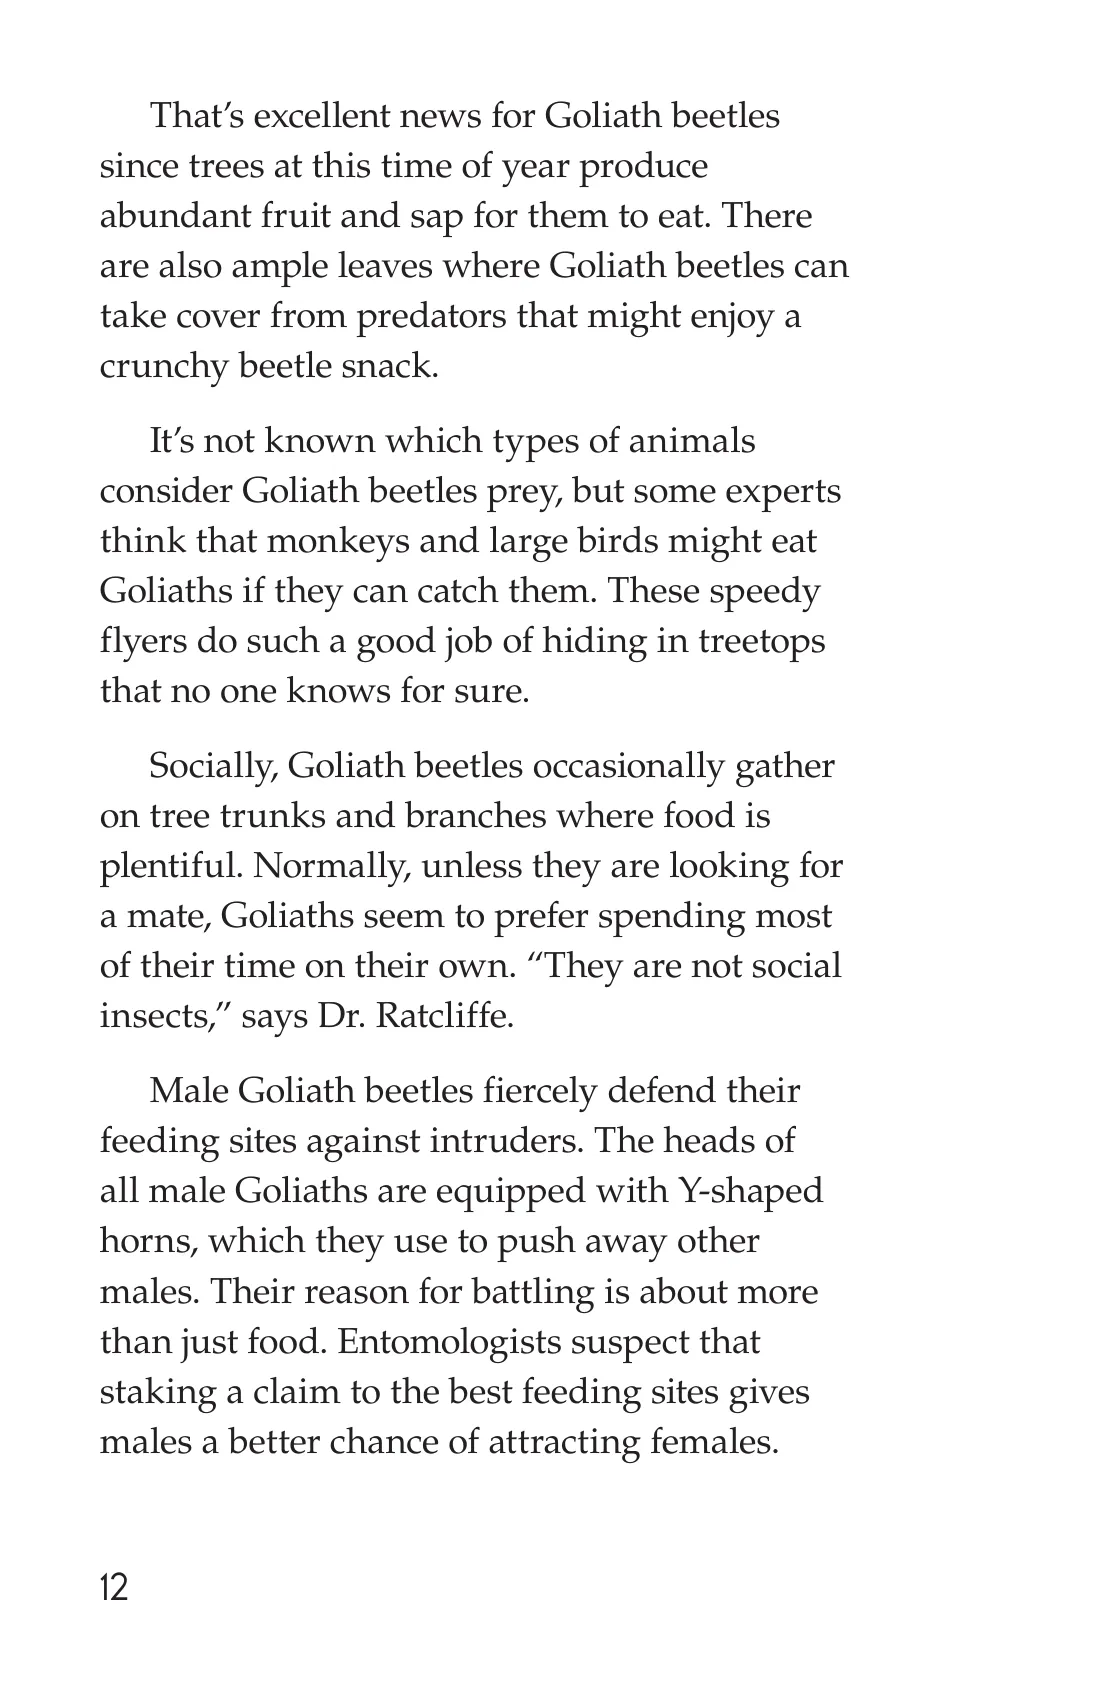 That’s excellent news for Goliath beetles
since trees at this time of year produce
abundant fruit and sap for them to eat. There
are also ample leaves where Goliath beetles can
take cover from predators that might enjoy a
crunchy beetle snack.
It’s not known which types of animals
consider Goliath beetles prey, but some experts
think that monkeys and large birds might eat
Goliaths if they can catch them. These speedy
flyers do such a good job of hiding in treetops
that no one knows for sure.
Socially, Goliath beetles occasionally gather
on tree trunks and branches where food is
plentiful. Normally, unless they are looking for
a mate, Goliaths seem to prefer spending most
of their time on their own. “They are not social
insects,” says Dr. Ratcliffe.
Male Goliath beetles fiercely defend their
feeding sites against intruders. The heads of
all male Goliaths are equipped with Y-shaped
horns, which they use to push away other
males. Their reason for battling is about more
than just food. Entomologists suspect that
staking a claim to the best feeding sites gives
males a better chance of attracting females.
12